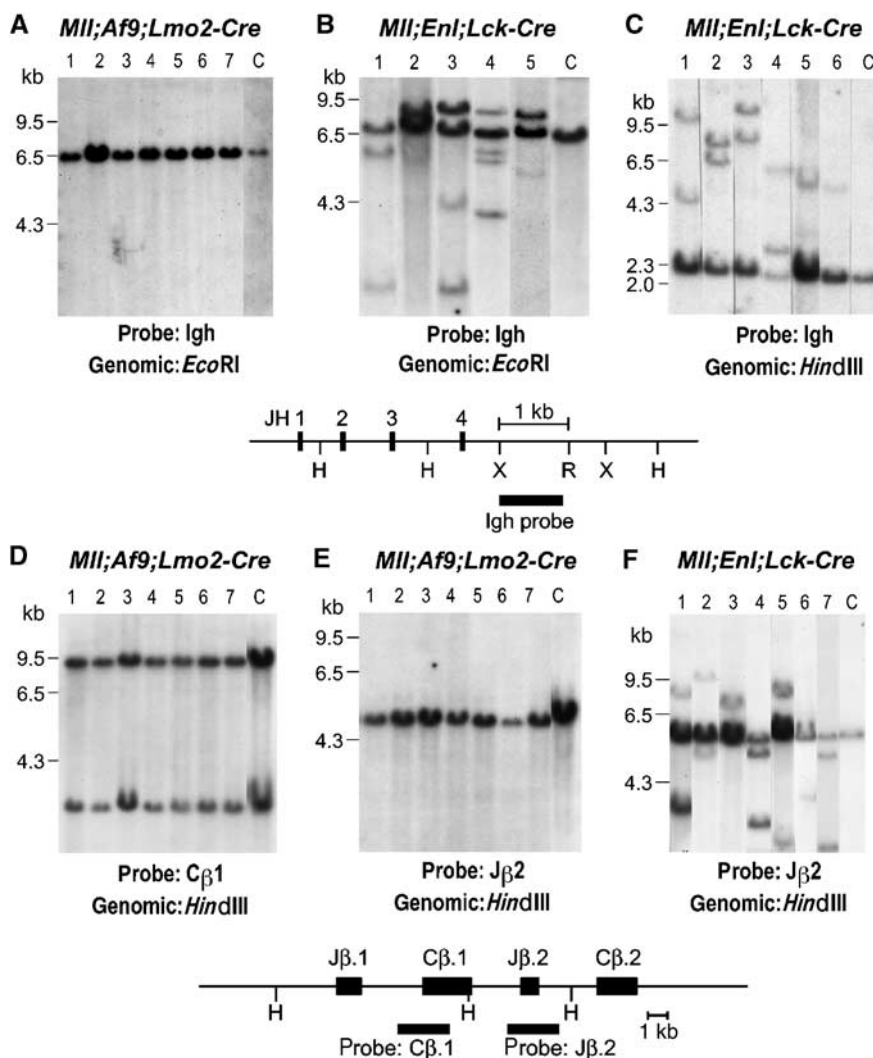 A Mll;Af9;Lmo2-Cre
kb 1 2 3 4 5 6 7 C
9.5
6.5
4.3
Probe: Igh
Genomic: EcoRI
B Mll;Enl;Lck-Cre
kb 1 2 3 4 5 C
9.5
6.5
4.3
Probe: Igh
Genomic: EcoRI
C Mll;Enl;Lck-Cre
1 2 3 4 5 6 C
kb
9.5
6.5
4.3
2.3
2.0
Probe: Igh
Genomic: HindIII
JH 1 2 3 4 1 kb
H H X R X H
Igh probe
D Mll;Af9;Lmo2-Cre
1 2 3 4 5 6 7 C
kb
9.5
6.5
4.3
Probe: Cβ1
Genomic: HindIII
E Mll;Af9;Lmo2-Cre
1 2 3 4 5 6 7 C
kb
9.5
6.5
4.3
Probe: Jβ2
Genomic: HindIII
F Mll;Enl;Lck-Cre
1 2 3 4 5 6 7 C
kb
9.5
6.5
4.3
Probe: Jβ2
Genomic: HindIII
Jβ.1 Cβ.1 Jβ.2 Cβ.2
H H H 1 kb
Probe: Cβ.1 Probe: Jβ.2